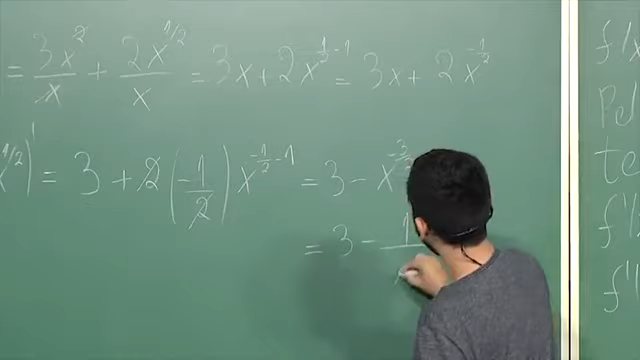 = 3x²/x + 2x^1/2/x = 3x + 2x^(1/2 - 1) = 3x + 2x^(-1/2)
x^1/2)' = 3 + 2(-1/2) x^(-1/2 - 1) = 3 - x^(-3/2)
= 3 - 1/
f(x
f'(
f'(